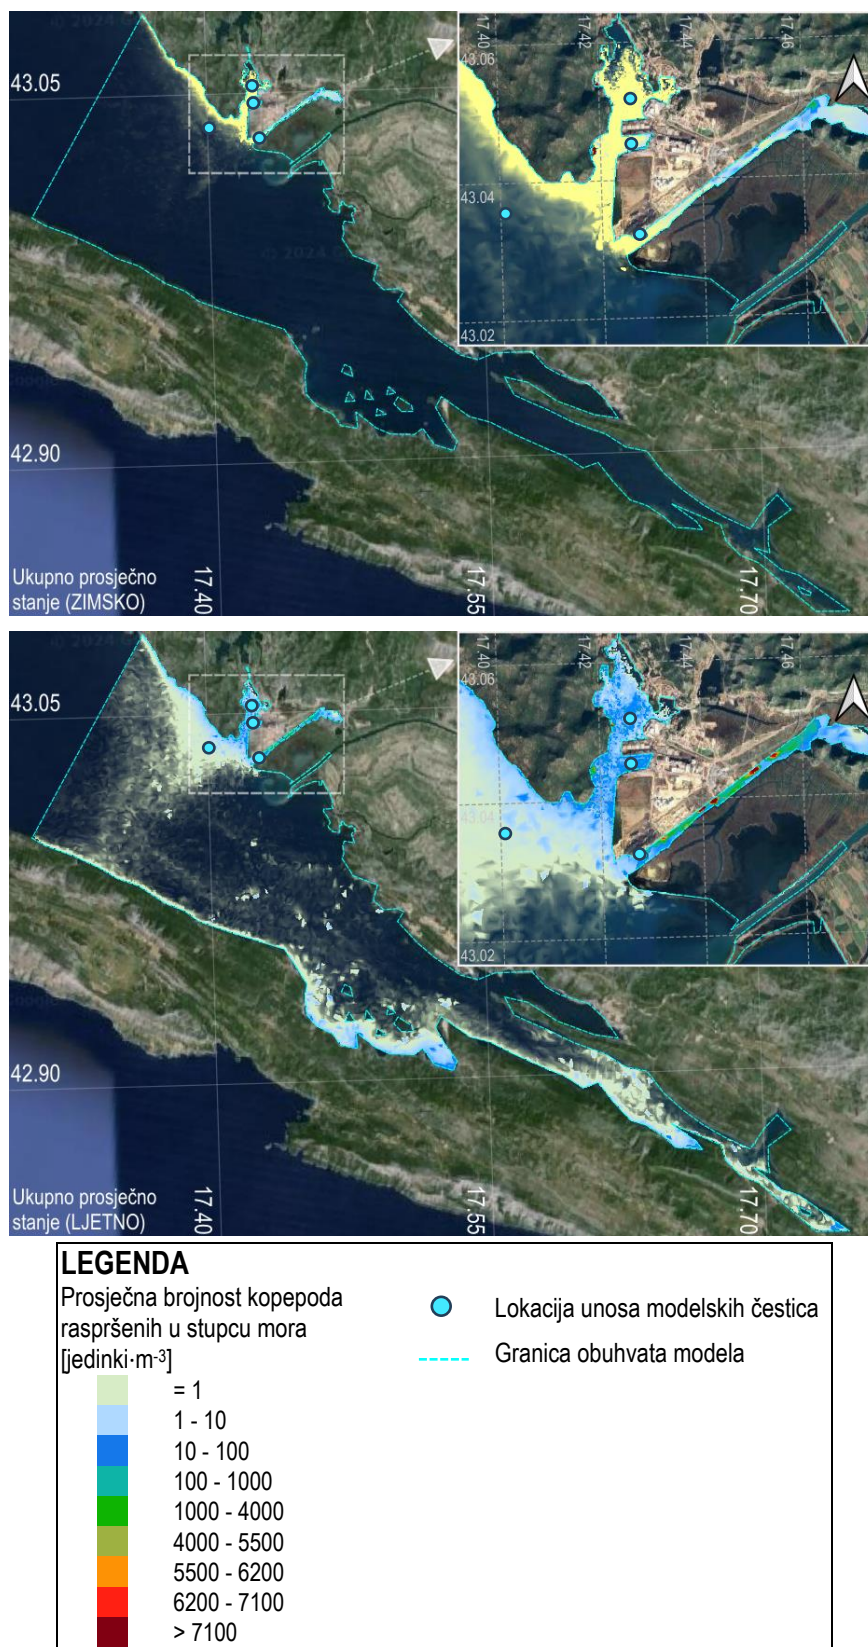 © 2024 G
43.05
© 2024 G
42.90
17.40
17.55
17.70
Ukupno prosječno
stanje (ZIMSKO)
17.40
17.42
17.44
17.46
43.06
43.04
43.02
43.05
42.90
17.40
17.55
17.70
Ukupno prosječno
stanje (LJETNO)
17.40
17.42
17.44
17.46
43.06
43.04
43.02
LEGENDA
Prosječna brojnost kopepoda
raspršenih u stupcu mora
[jedinki·m-3]
= 1
1 - 10
10 - 100
100 - 1000
1000 - 4000
4000 - 5500
5500 - 6200
6200 - 7100
> 7100
Lokacija unosa modelskih čestica
Granica obuhvata modela